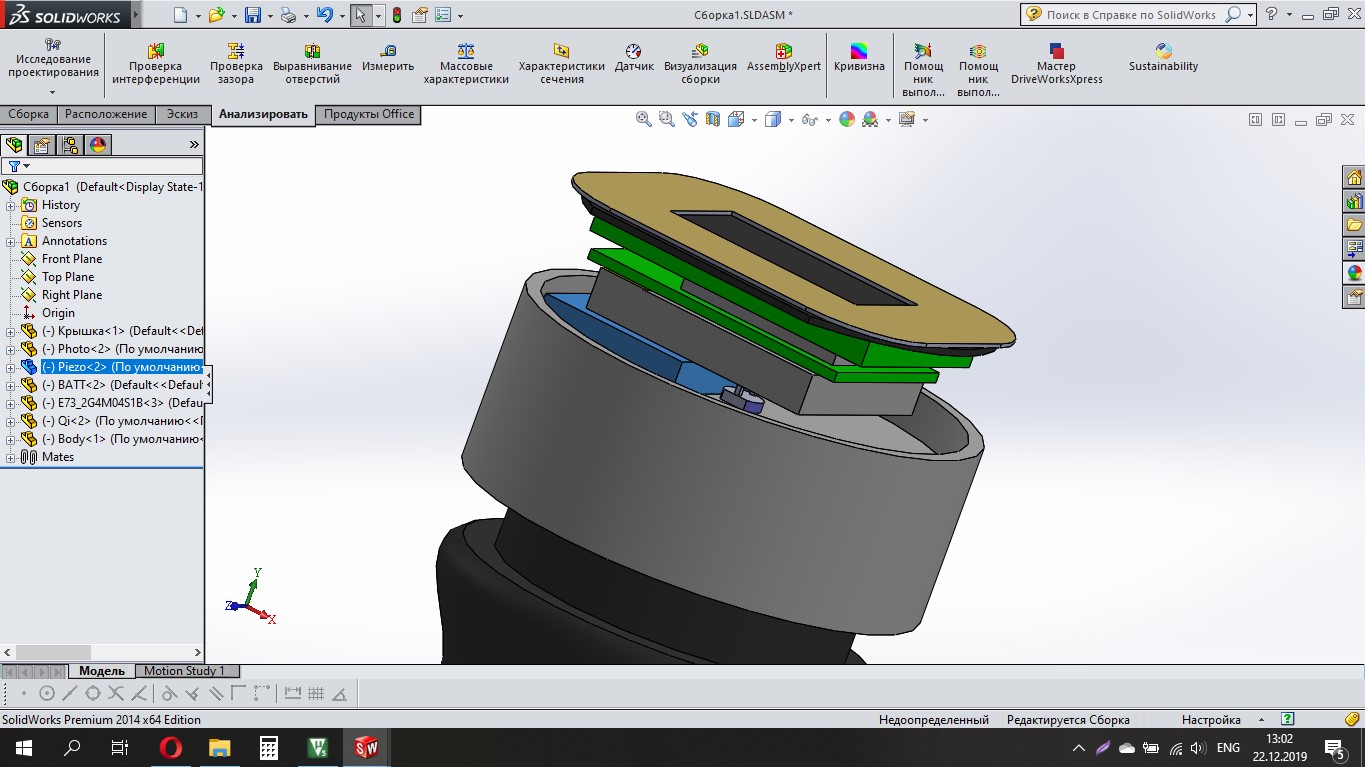 SOLIDWORKS
Сборка1.SLDASM *
Поиск в Справке по SolidWorks
Исследование
проектирования
Проверка
интерференции
Проверка
зазора
Выравнивание
отверстий
Измерить
Массовые
характеристики
Характеристики
сечения
Датчик
Визуализация
сборки
AssemblyXpert
Кривизна
Помощ
ник
выпол...
Помощ
ник
выпол...
Мастер
DriveWorksXpress
Sustainability
Сборка
Расположение
Эскиз
Анализировать
Продукты Office
Сборка1 (Default<Display State-1
History
Sensors
Annotations
Front Plane
Top Plane
Right Plane
Origin
(-) Крышка<1> (Default<<Def
(-) Photo<2> (По умолчанию
(-) Piezo<2> (По умолчанию
(-) BATT<2> (Default<<Defaul
(-) E73_2G4M04S1B<3> (Defau
(-) Qi<2> (По умолчанию<<П
(-) Body<1> (По умолчанию<
Mates
Y
Z
X
Модель
Motion Study 1
SolidWorks Premium 2014 x64 Edition
Недоопределенный
Редактируется Сборка
Настройка
ENG
13:02
22.12.2019
5